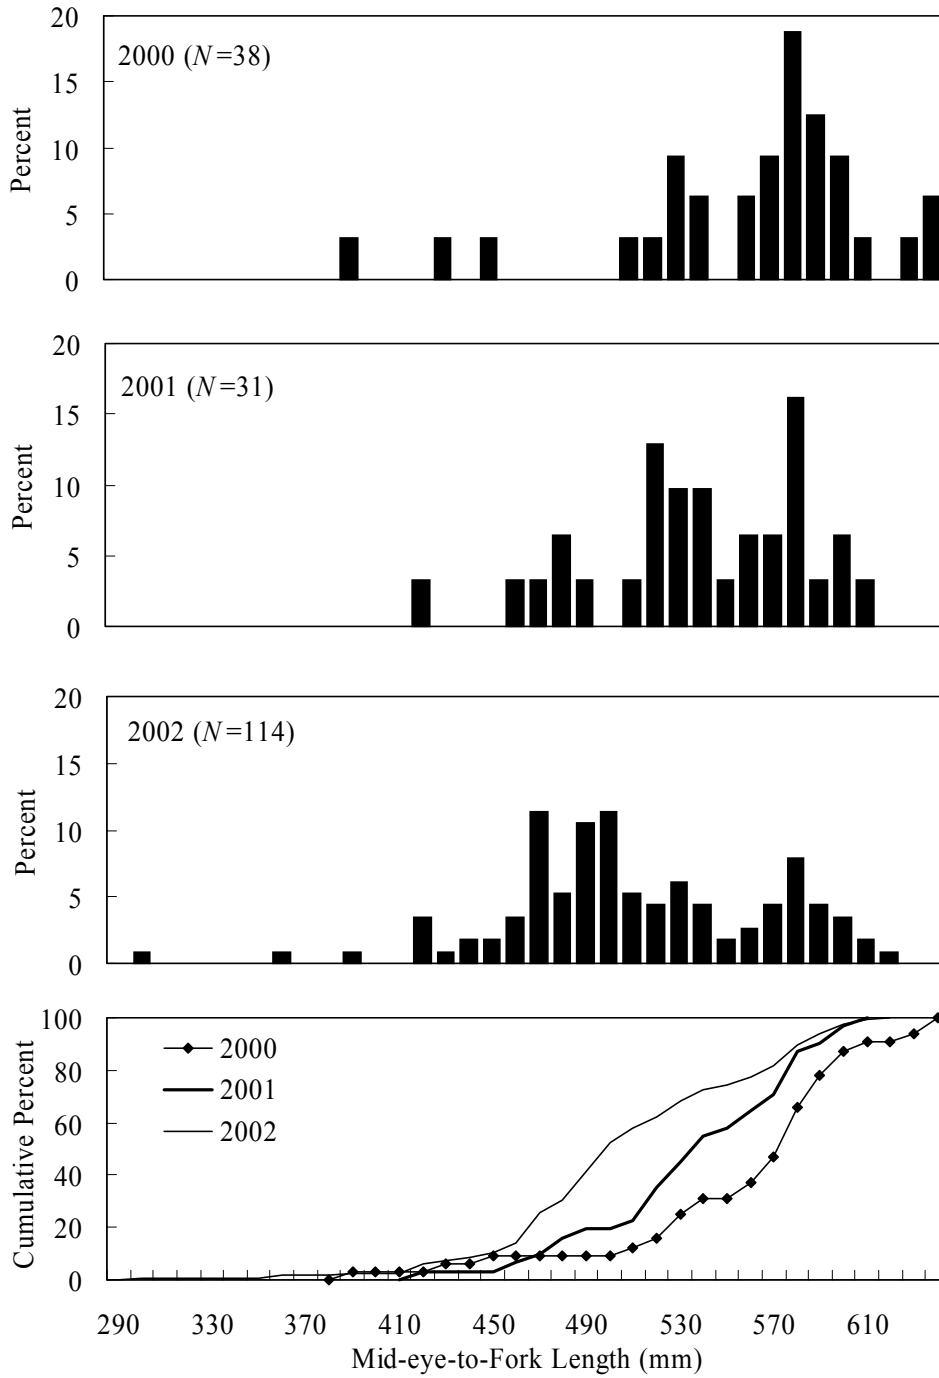 20
2000 (N=38)
15
Percent
10
5
0
20
2001 (N=31)
15
Percent
10
5
0
20
2002 (N=114)
15
Percent
10
5
0
100
2000
80
2001
60
2002
Cumulative Percent
40
20
0
290 330 370 410 450 490 530 570 610
Mid-eye-to-Fork Length (mm)